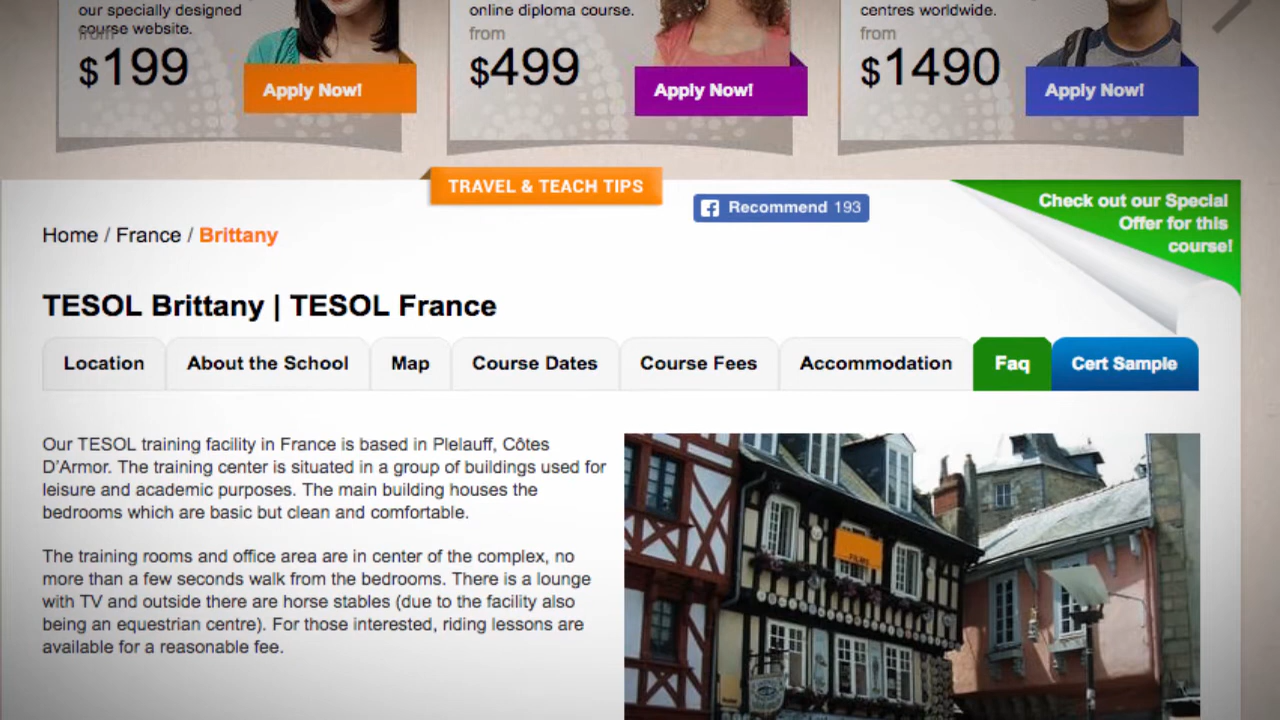 our specially designed
course website.
from
$199
Apply Now!
online diploma course.
from
$499
Apply Now!
centres worldwide.
from
$1490
Apply Now!
TRAVEL & TEACH TIPS
Recommend 193
Check out our Special
Offer for this
course!
Home / France / Brittany
TESOL Brittany | TESOL France
Location
About the School
Map
Course Dates
Course Fees
Accommodation
Faq
Cert Sample
Our TESOL training facility in France is based in Plelauff, Côtes
D'Armor. The training center is situated in a group of buildings used for
leisure and academic purposes. The main building houses the
bedrooms which are basic but clean and comfortable.
The training rooms and office area are in center of the complex, no
more than a few seconds walk from the bedrooms. There is a lounge
with TV and outside there are horse stables (due to the facility also
being an equestrian centre). For those interested, riding lessons are
available for a reasonable fee.